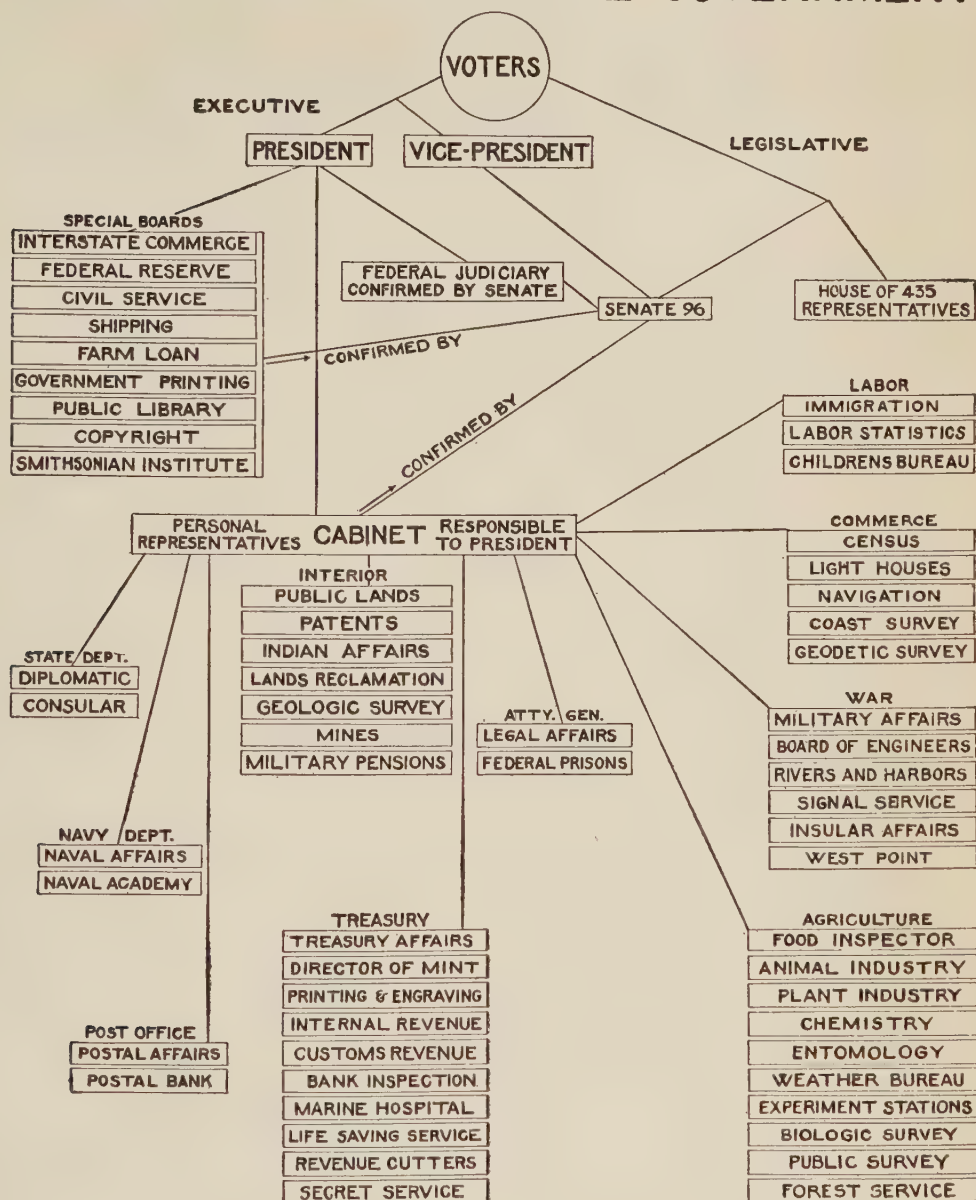 VOTERS
EXECUTIVE
PRESIDENT
VICE-PRESIDENT
LEGISLATIVE
SPECIAL BOARDS
INTERSTATE COMMERCE
FEDERAL RESERVE
CIVIL SERVICE
SHIPPING
FARM LOAN
GOVERNMENT PRINTING
PUBLIC LIBRARY
COPYRIGHT
SMITHSONIAN INSTITUTE
FEDERAL JUDICIARY
CONFIRMED BY SENATE
SENATE 96
HOUSE OF 435
REPRESENTATIVES
CONFIRMED BY
CONFIRMED BY
LABOR
IMMIGRATION
LABOR STATISTICS
CHILDRENS BUREAU
PERSONAL
REPRESENTATIVES
CABINET
RESPONSIBLE
TO PRESIDENT
COMMERCE
CENSUS
LIGHT HOUSES
NAVIGATION
COAST SURVEY
GEODETIC SURVEY
INTERIOR
PUBLIC LANDS
PATENTS
INDIAN AFFAIRS
LANDS RECLAMATION
GEOLOGIC SURVEY
MINES
MILITARY PENSIONS
STATE DEPT.
DIPLOMATIC
CONSULAR
ATTY. GEN.
LEGAL AFFAIRS
FEDERAL PRISONS
WAR
MILITARY AFFAIRS
BOARD OF ENGINEERS
RIVERS AND HARBORS
SIGNAL SERVICE
INSULAR AFFAIRS
WEST POINT
NAVY DEPT.
NAVAL AFFAIRS
NAVAL ACADEMY
TREASURY
TREASURY AFFAIRS
DIRECTOR OF MINT
PRINTING & ENGRAVING
INTERNAL REVENUE
CUSTOMS REVENUE
BANK INSPECTION
MARINE HOSPITAL
LIFE SAVING SERVICE
REVENUE CUTTERS
SECRET SERVICE
POST OFFICE
POSTAL AFFAIRS
POSTAL BANK
AGRICULTURE
FOOD INSPECTOR
ANIMAL INDUSTRY
PLANT INDUSTRY
CHEMISTRY
ENTOMOLOGY
WEATHER BUREAU
EXPERIMENT STATIONS
BIOLOGIC SURVEY
PUBLIC SURVEY
FOREST SERVICE